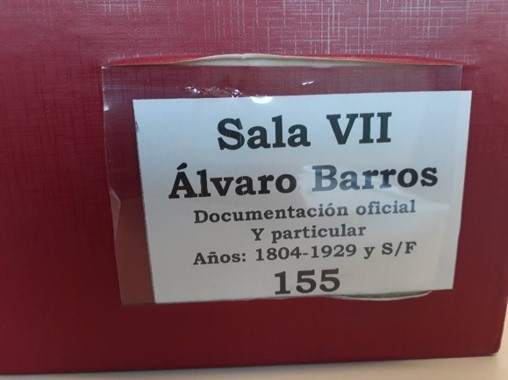 Sala VII
Álvaro Barros
Documentación oficial
Y particular
Años: 1804-1929 y S/F
155